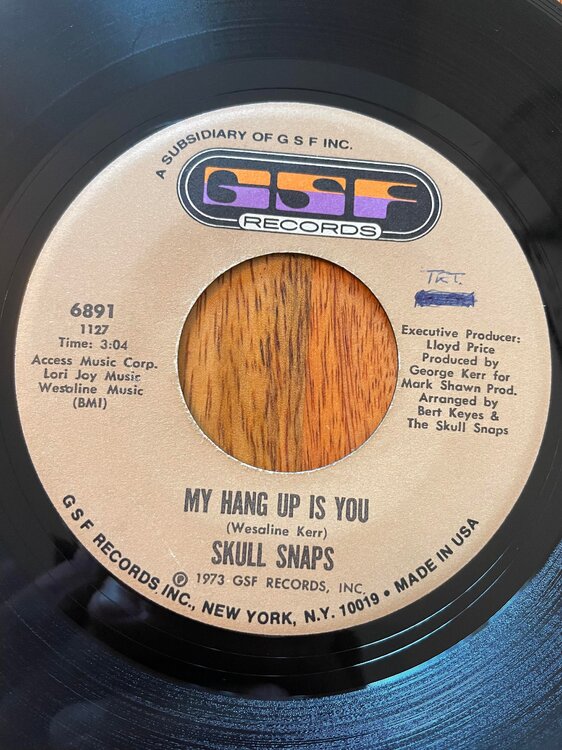 A SUBSIDIARY OF G S F INC.
GSF
RECORDS
TKT.
6891
1127
Time: 3:04
Access Music Corp.
Lori Joy Music
Wesaline Music
(BMI)
Executive Producer:
Lloyd Price
Produced by
George Kerr for
Mark Shawn Prod.
Arranged by
Bert Keyes &
The Skull Snaps
MY HANG UP IS YOU
(Wesaline Kerr)
SKULL SNAPS
℗ 1973 GSF RECORDS, INC.
G S F RECORDS, INC., NEW YORK, N.Y. 10019 • MADE IN USA